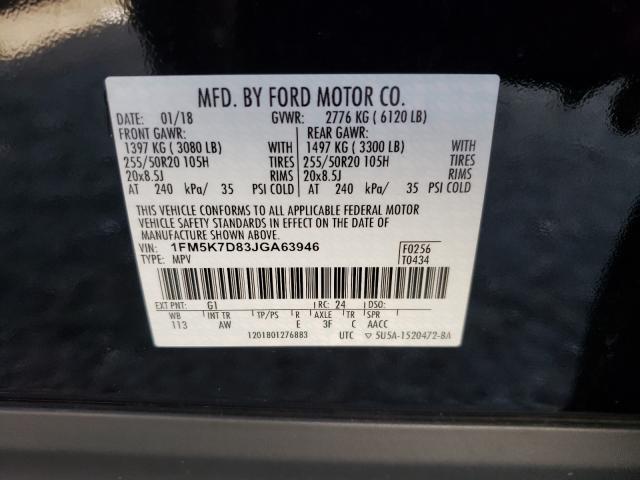 MFD. BY FORD MOTOR CO.
DATE: 01/18 GVWR: 2776 KG ( 6120 LB)
FRONT GAWR: REAR GAWR:
1397 KG ( 3080 LB) WITH 1497 KG ( 3300 LB) WITH
255/50R20 105H TIRES 255/50R20 105H TIRES
20x8.5J RIMS 20x8.5J RIMS
AT 240 kPa/ 35 PSI COLD AT 240 kPa/ 35 PSI COLD
THIS VEHICLE CONFORMS TO ALL APPLICABLE FEDERAL MOTOR
VEHICLE SAFETY STANDARDS IN EFFECT ON THE DATE OF
MANUFACTURE SHOWN ABOVE.
VIN: 1FM5K7D83JGA63946 F0256
TYPE: MPV T0434
EXT PNT: G1 RC: 24 DSO:
WB INT TR TP/PS R AXLE TR SPR
113 AW E 3F C AACC
1201801276883 UTC ▽ 5U5A-1520472-BA